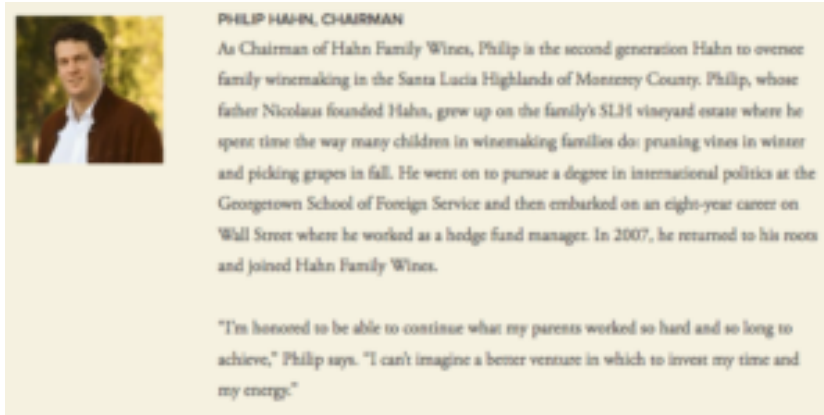 PHILIP HAHN, CHAIRMAN
As Chairman of Hahn Family Wines, Philip is the second generation Hahn to oversee
family winemaking in the Santa Lucia Highlands of Monterey County. Philip, whose
father Nicolaus founded Hahn, grew up on the family's SLH vineyard estate where he
spent time the way many children in winemaking families do: pruning vines in winter
and picking grapes in fall. He went on to pursue a degree in international politics at the
Georgetown School of Foreign Service and then embarked on an eight-year career on
Wall Street where he worked as a hedge fund manager. In 2007, he returned to his roots
and joined Hahn Family Wines.
"I'm honored to be able to continue what my parents worked so hard and so long to
achieve," Philip says. "I can't imagine a better venture in which to invest my time and
my energy."